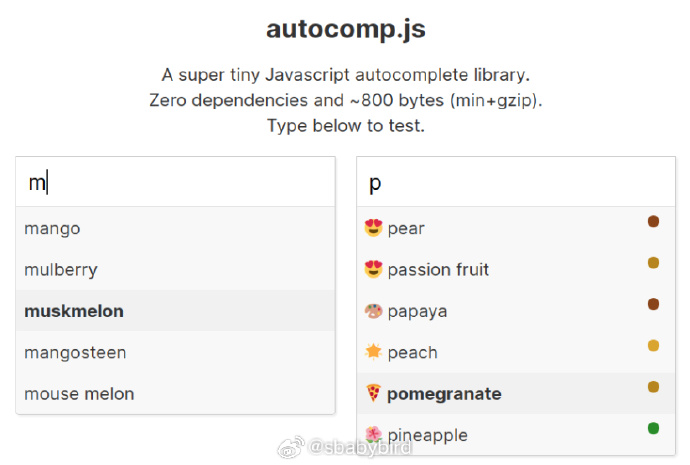 autocomp.js
A super tiny Javascript autocomplete library.
Zero dependencies and ~800 bytes (min+gzip).
Type below to test.
m
mango
mulberry
muskmelon
mangosteen
mouse melon
p
😍 pear
😍 passion fruit
🎨 papaya
🌟 peach
🍕 pomegranate
🌺 pineapple
@sbabybird